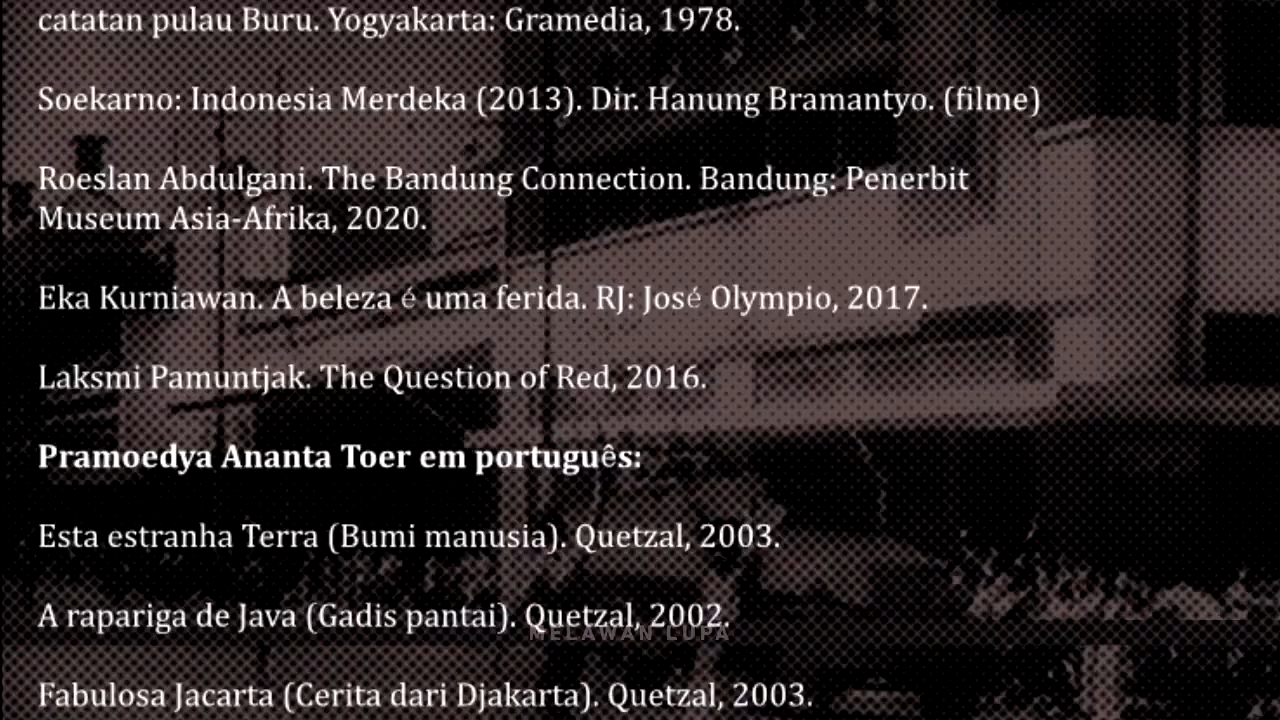 catatan pulau Buru. Yogyakarta: Gramedia, 1978.
Soekarno: Indonesia Merdeka (2013). Dir. Hanung Bramantyo. (filme)
Roeslan Abdulgani. The Bandung Connection. Bandung: Penerbit
Museum Asia-Afrika, 2020.
Eka Kurniawan. A beleza é uma ferida. RJ: José Olympio, 2017.
Laksmi Pamuntjak. The Question of Red, 2016.
Pramoedya Ananta Toer em português:
Esta estranha Terra (Bumi manusia). Quetzal, 2003.
A rapariga de Java (Gadis pantai). Quetzal, 2002.
MELAWAN LUPA
Fabulosa Jacarta (Cerita dari Djakarta). Quetzal, 2003.